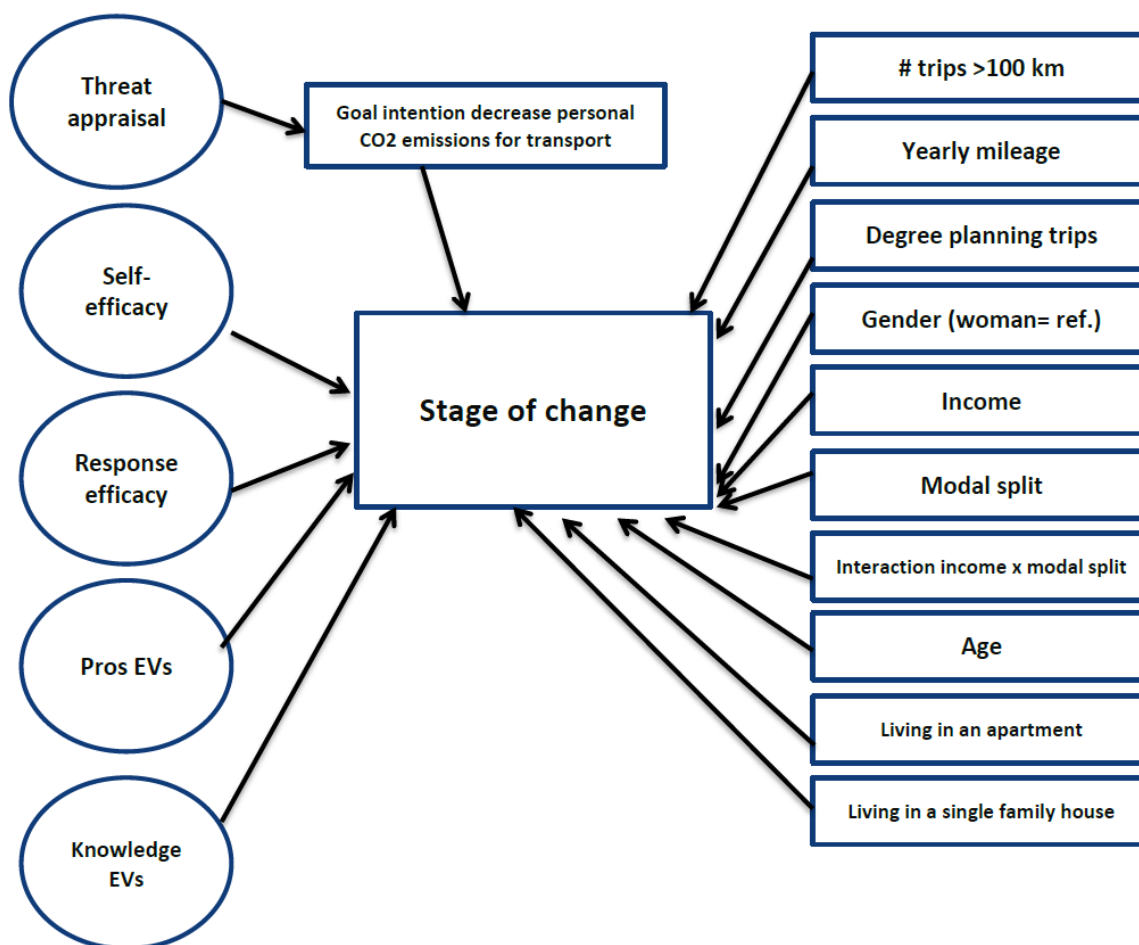 Threat
appraisal
Goal intention decrease personal
CO2 emissions for transport
Self-
efficacy
Response
efficacy
Pros EVs
Knowledge
EVs
Stage of change
# trips >100 km
Yearly mileage
Degree planning trips
Gender (woman= ref.)
Income
Modal split
Interaction income x modal split
Age
Living in an apartment
Living in a single family house